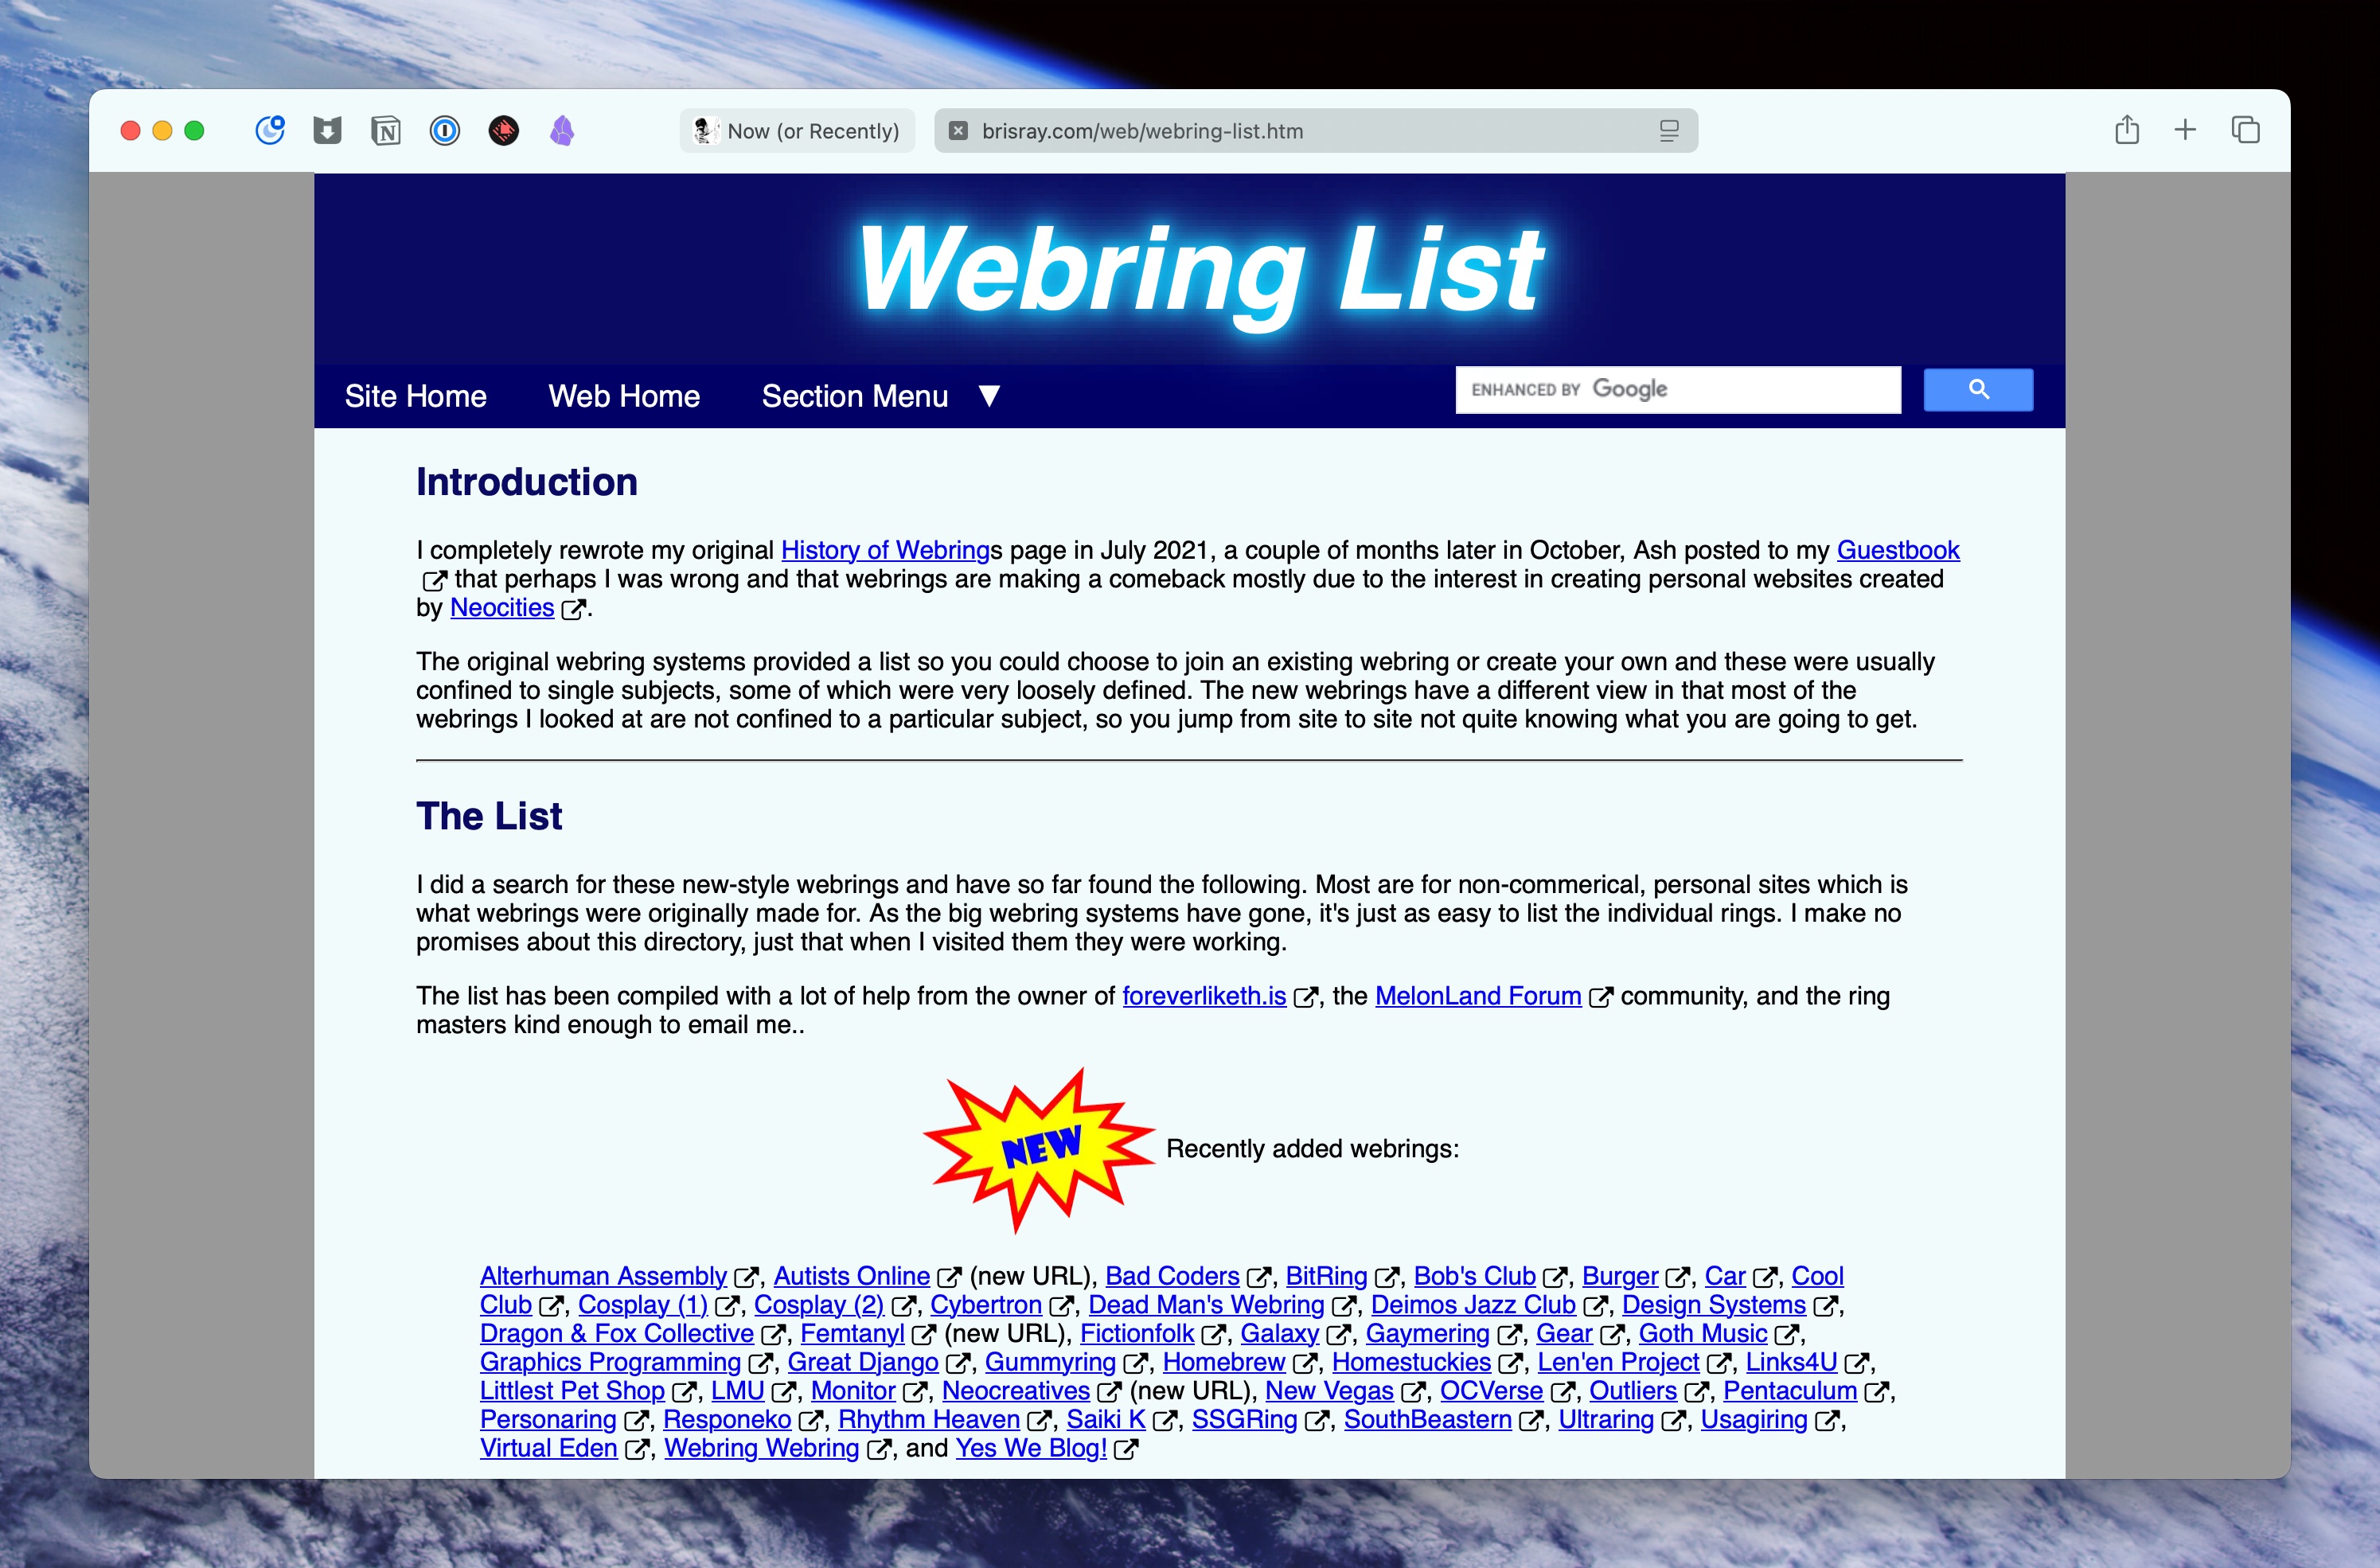 Now (or Recently)
brisray.com/web/webring-list.htm
Webring List
Site Home
Web Home
Section Menu ▼
ENHANCED BY Google
Introduction
I completely rewrote my original History of Webrings page in July 2021, a couple of months later in October, Ash posted to my Guestbook
that perhaps I was wrong and that webrings are making a comeback mostly due to the interest in creating personal websites created
by Neocities .
The original webring systems provided a list so you could choose to join an existing webring or create your own and these were usually
confined to single subjects, some of which were very loosely defined. The new webrings have a different view in that most of the
webrings I looked at are not confined to a particular subject, so you jump from site to site not quite knowing what you are going to get.
The List
I did a search for these new-style webrings and have so far found the following. Most are for non-commerical, personal sites which is
what webrings were originally made for. As the big webring systems have gone, it's just as easy to list the individual rings. I make no
promises about this directory, just that when I visited them they were working.
The list has been compiled with a lot of help from the owner of foreverliketh.is , the MelonLand Forum community, and the ring
masters kind enough to email me..
NEW
Recently added webrings:
Alterhuman Assembly , Autists Online (new URL), Bad Coders , BitRing , Bob's Club , Burger , Car , Cool
Club , Cosplay (1) , Cosplay (2) , Cybertron , Dead Man's Webring , Deimos Jazz Club , Design Systems ,
Dragon & Fox Collective , Femtanyl (new URL), Fictionfolk , Galaxy , Gaymering , Gear , Goth Music ,
Graphics Programming , Great Django , Gummyring , Homebrew , Homestuckies , Len'en Project , Links4U ,
Littlest Pet Shop , LMU , Monitor , Neocreatives (new URL), New Vegas , OCVerse , Outliers , Pentaculum ,
Personaring , Responeko , Rhythm Heaven , Saiki K , SSGRing , SouthBeastern , Ultraring , Usagiring ,
Virtual Eden , Webring Webring , and Yes We Blog!